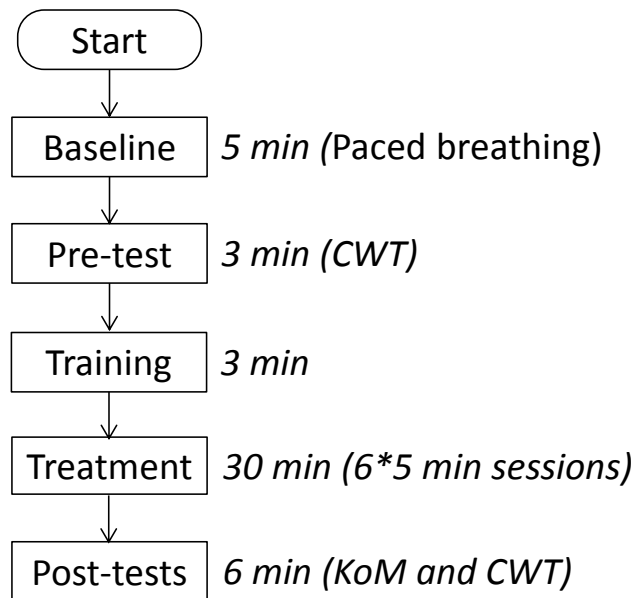 Start
Baseline 5 min (Paced breathing)
Pre-test 3 min (CWT)
Training 3 min
Treatment 30 min (6*5 min sessions)
Post-tests 6 min (KoM and CWT)